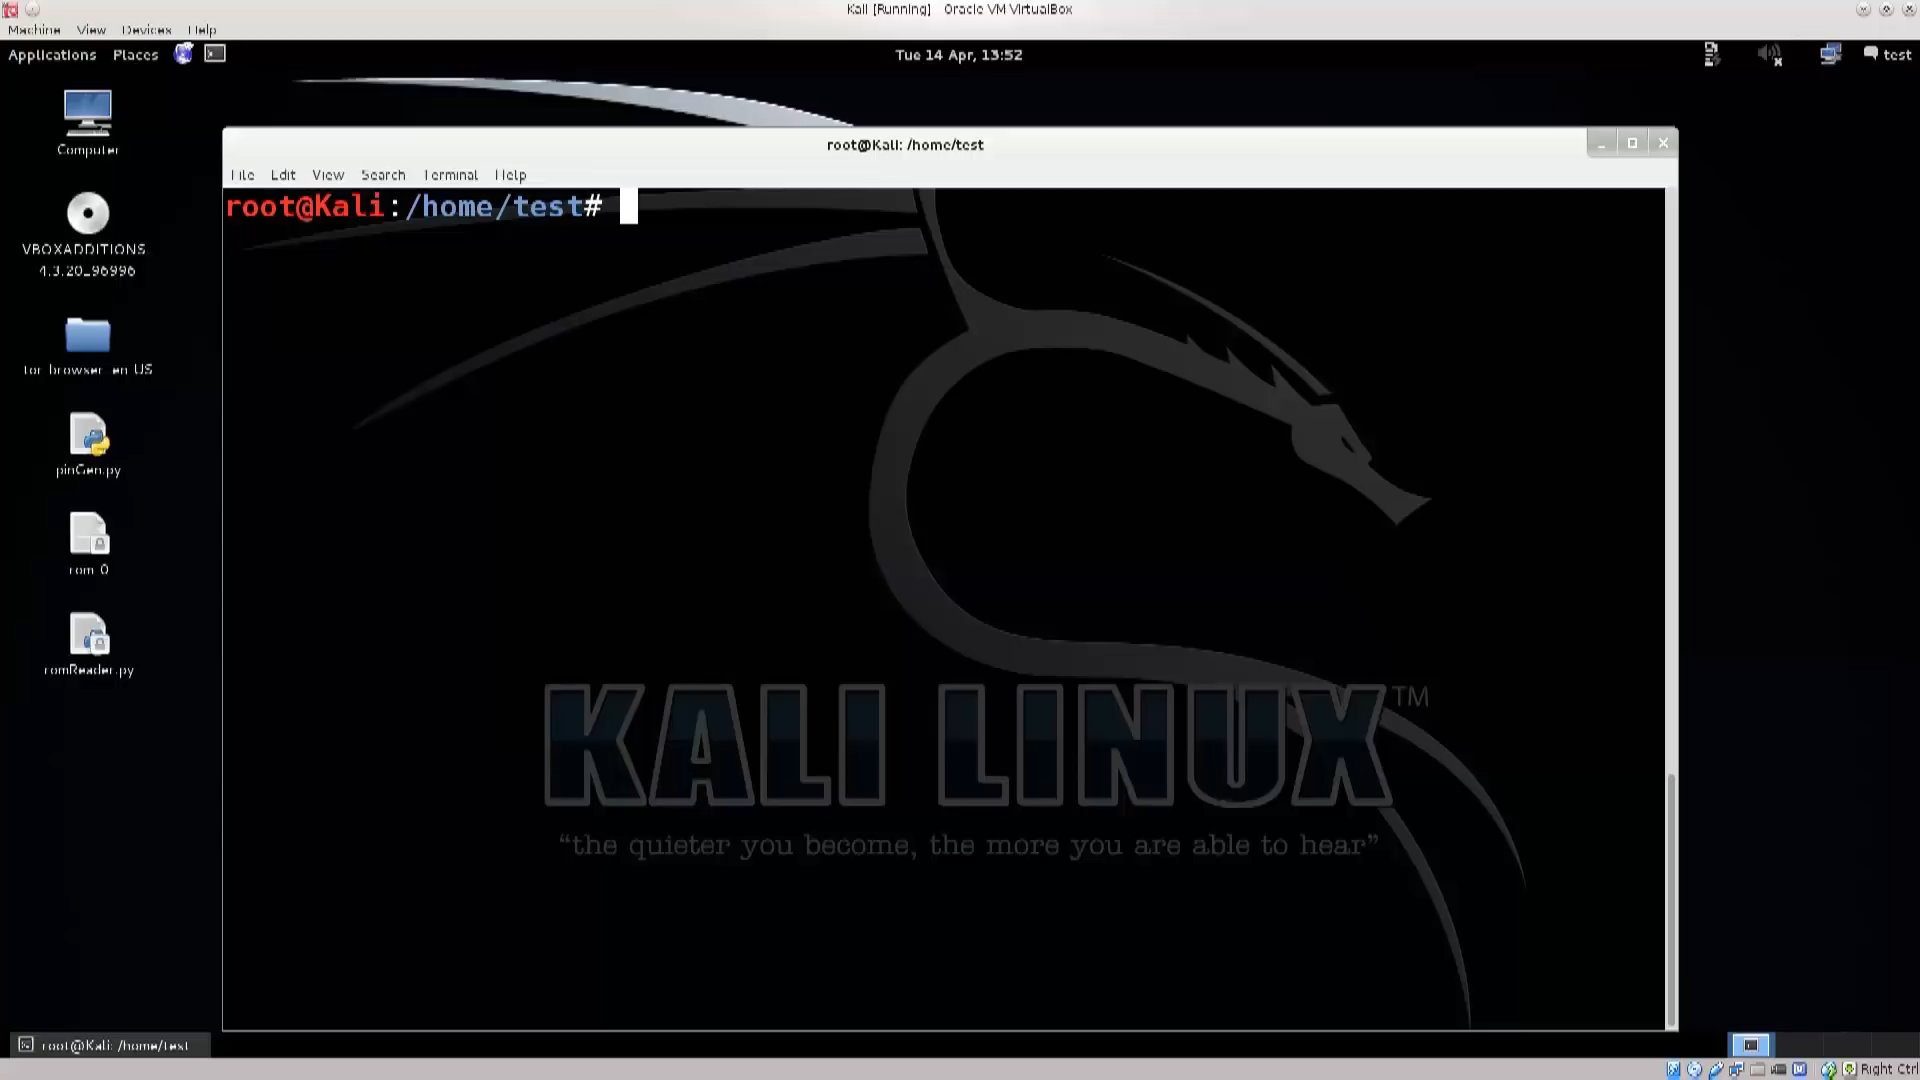 Kali [Running] Oracle VM VirtualBox
Machine View Devices Help
Applications Places
Tue 14 Apr, 13:52
test
Computer
VBOXADDITIONS
4.3.20_96996
tor browser en US
pinGen.py
rom 0
romReader.py
root@Kali: /home/test
File Edit View Search Terminal Help
root@Kali:/home/test#
KALI LINUX™
“the quieter you become, the more you are able to hear”
root@Kali: /home/test
Right Ctrl